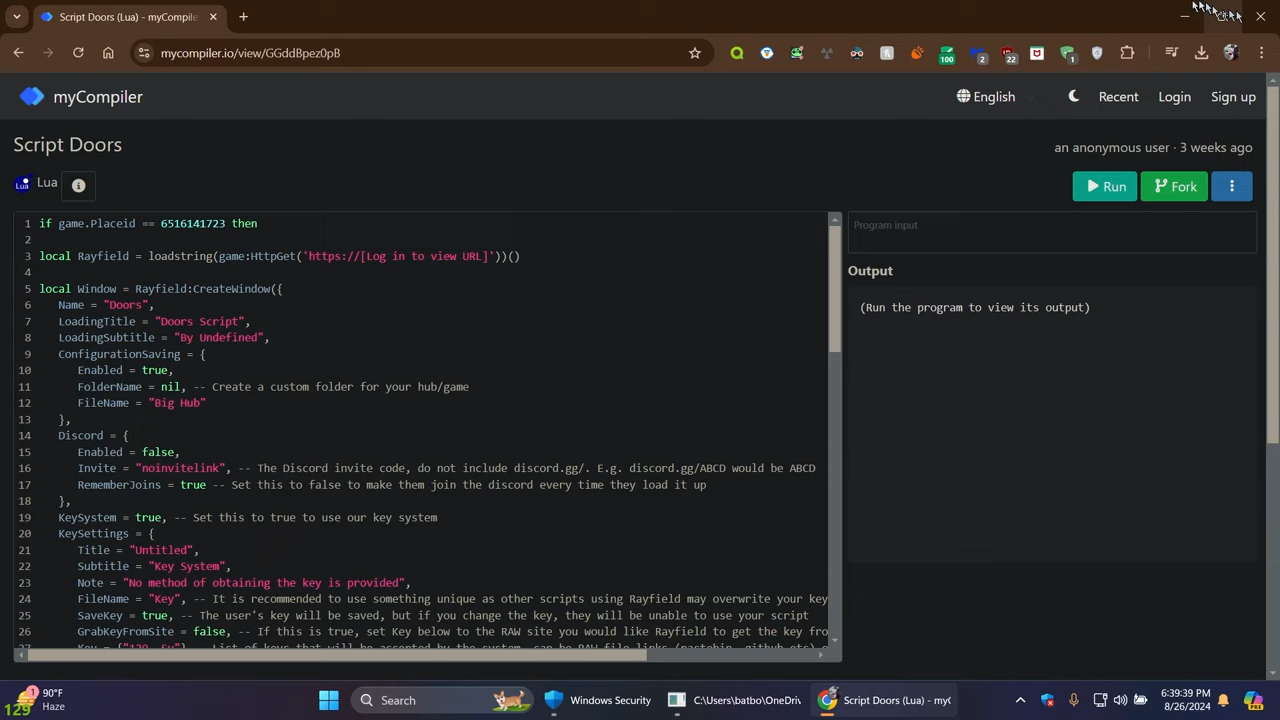 Script Doors (Lua) - myCompile
mycompiler.io/view/GGddBpez0pB
100
2
22
1
myCompiler
English
Recent
Login
Sign up
Script Doors
an anonymous user · 3 weeks ago
Lua
Lua
Run
Fork
1 if game.Placeid == 6516141723 then
2
3 local Rayfield = loadstring(game:HttpGet('https://[Log in to view URL]'))()
4
5 local Window = Rayfield:CreateWindow({
6 Name = "Doors",
7 LoadingTitle = "Doors Script",
8 LoadingSubtitle = "By Undefined",
9 ConfigurationSaving = {
10 Enabled = true,
11 FolderName = nil, -- Create a custom folder for your hub/game
12 FileName = "Big Hub"
13 },
14 Discord = {
15 Enabled = false,
16 Invite = "noinvitelink", -- The Discord invite code, do not include discord.gg/. E.g. discord.gg/ABCD would be ABCD
17 RememberJoins = true -- Set this to false to make them join the discord every time they load it up
18 },
19 KeySystem = true, -- Set this to true to use our key system
20 KeySettings = {
21 Title = "Untitled",
22 Subtitle = "Key System",
23 Note = "No method of obtaining the key is provided",
24 FileName = "Key", -- It is recommended to use something unique as other scripts using Rayfield may overwrite your key
25 SaveKey = true, -- The user's key will be saved, but if you change the key, they will be unable to use your script
26 GrabKeyFromSite = false, -- If this is true, set Key below to the RAW site you would like Rayfield to get the key fro
Program input
Output
(Run the program to view its output)
90°F
Haze
1
129
Search
Windows Security
C:\Users\batbo\OneDri
Script Doors (Lua) - my
6:39:39 PM
8/26/2024